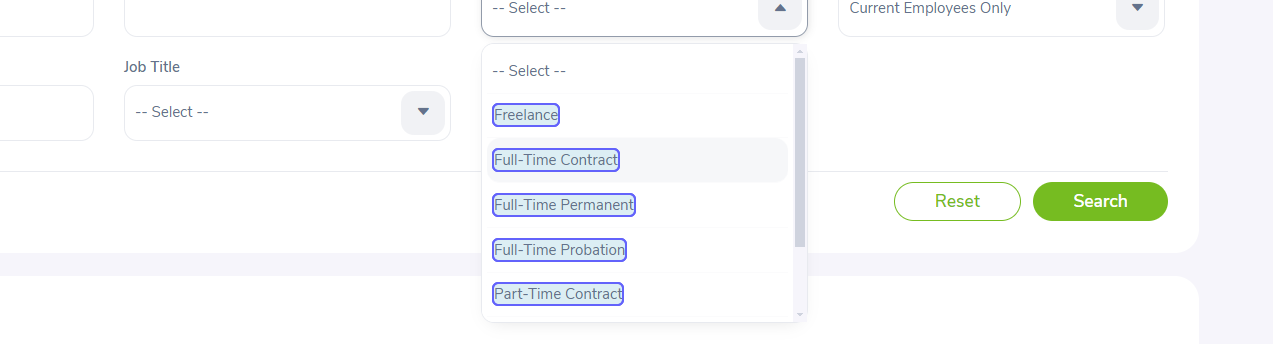 -- Select --
Current Employees Only
Job Title
-- Select --
-- Select --
Freelance
Full-Time Contract
Full-Time Permanent
Full-Time Probation
Part-Time Contract
Reset
Search